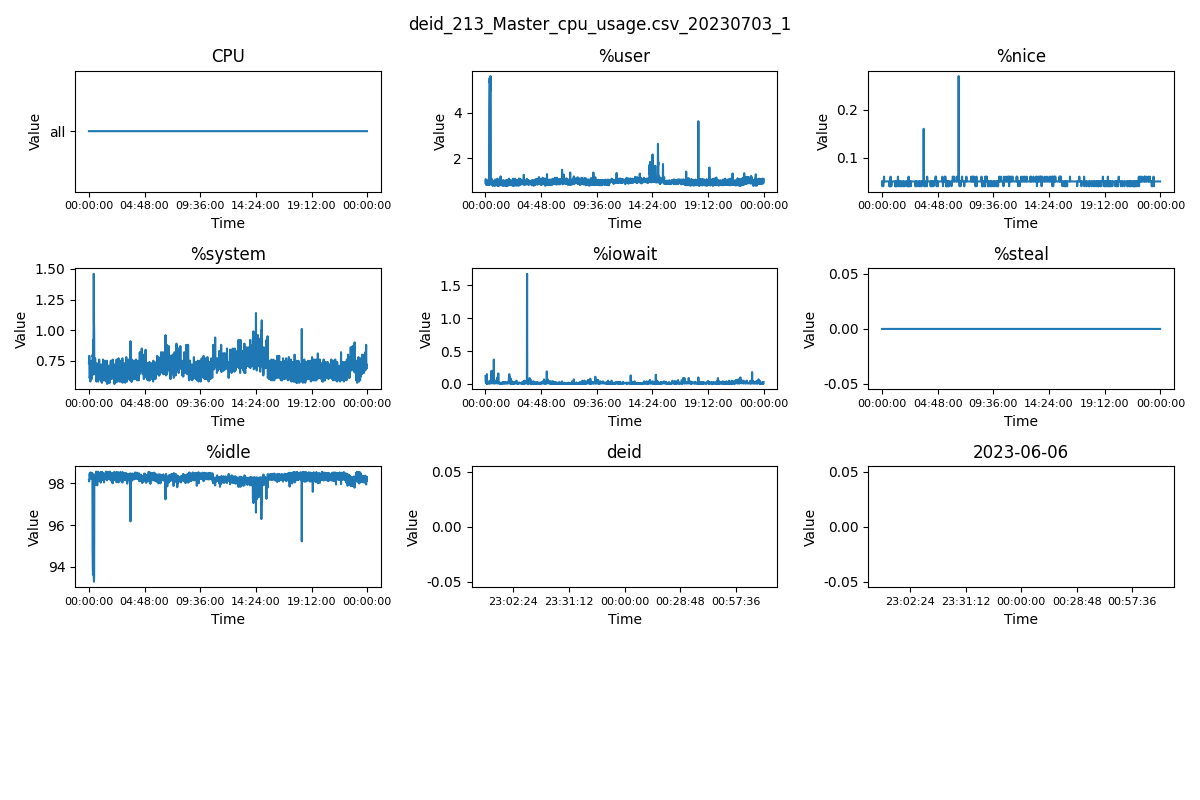 deid_213_Master_cpu_usage.csv_20230703_1
CPU
Value
all
00:00:00 04:48:00 09:36:00 14:24:00 19:12:00 00:00:00
Time
%user
Value
4
2
00:00:00 04:48:00 09:36:00 14:24:00 19:12:00 00:00:00
Time
%nice
Value
0.2
0.1
00:00:00 04:48:00 09:36:00 14:24:00 19:12:00 00:00:00
Time
%system
Value
1.50
1.25
1.00
0.75
00:00:00 04:48:00 09:36:00 14:24:00 19:12:00 00:00:00
Time
%iowait
Value
1.5
1.0
0.5
0.0
00:00:00 04:48:00 09:36:00 14:24:00 19:12:00 00:00:00
Time
%steal
Value
0.05
0.00
-0.05
00:00:00 04:48:00 09:36:00 14:24:00 19:12:00 00:00:00
Time
%idle
Value
98
96
94
00:00:00 04:48:00 09:36:00 14:24:00 19:12:00 00:00:00
Time
deid
Value
0.05
0.00
-0.05
23:02:24 23:31:12 00:00:00 00:28:48 00:57:36
Time
2023-06-06
Value
0.05
0.00
-0.05
23:02:24 23:31:12 00:00:00 00:28:48 00:57:36
Time